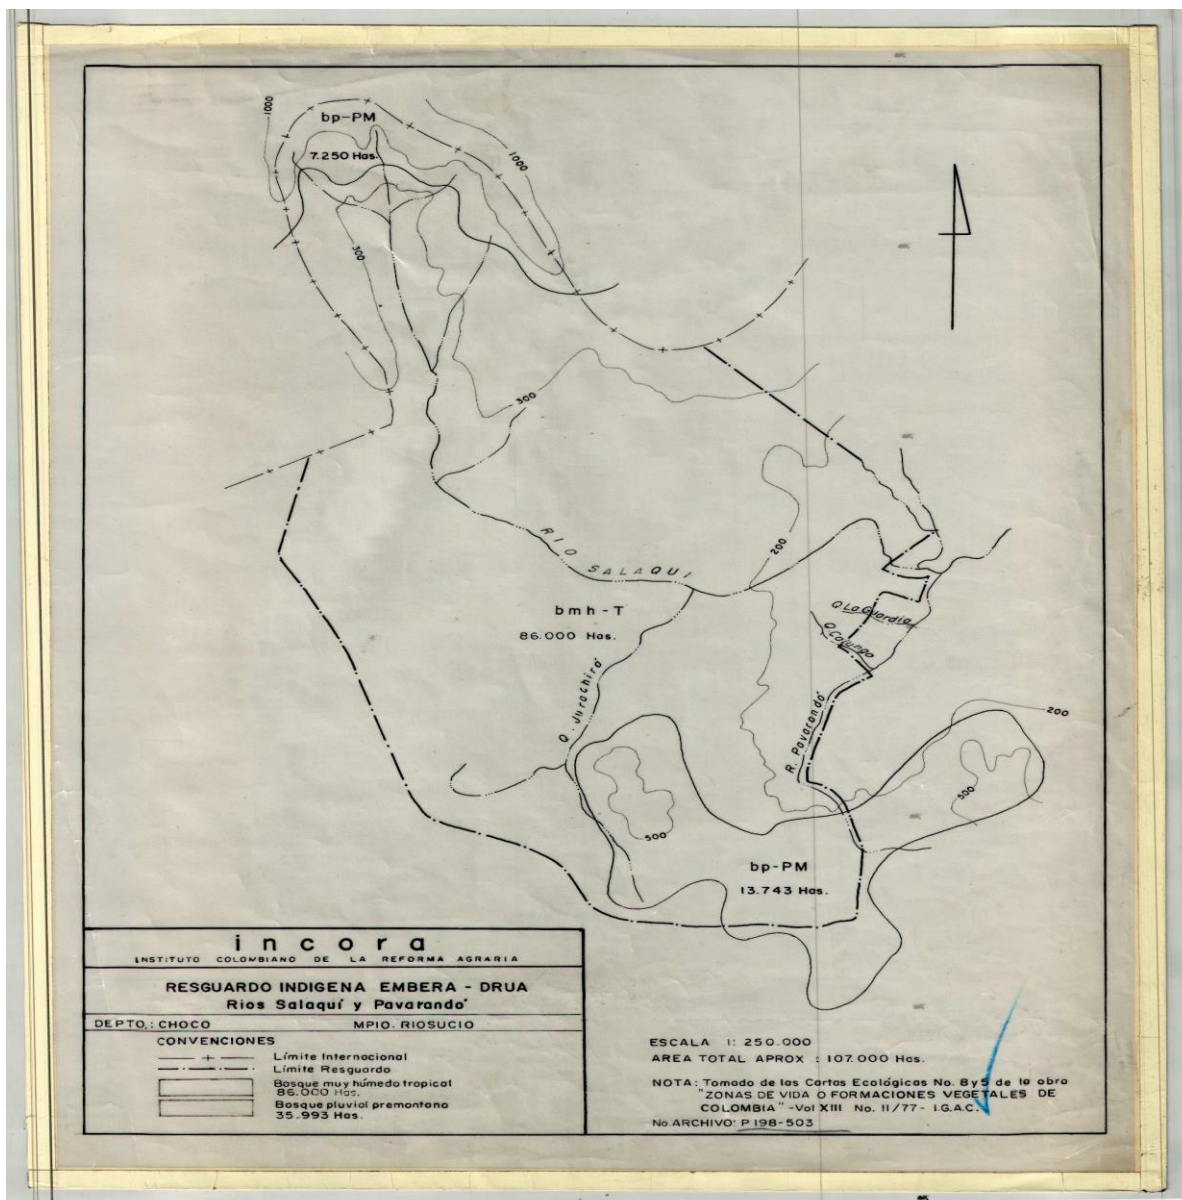 1000
bp-PM
7.250 Has.
1000
300
300
RIO SALAQUI
200
bmh-T
86.000 Has.
Q La Guardia
Q. Jurachiró
R. Pavarandó
200
500
500
bp-PM
13.743 Has.
incora
INSTITUTO COLOMBIANO DE LA REFORMA AGRARIA
RESGUARDO INDIGENA EMBERA - DRUA
Rios Salaquí y Pavarandó
DEPTO.: CHOCO MPIO. RIOSUCIO
CONVENCIONES
Límite Internacional
Límite Resguardo
Bosque muy húmedo tropical
86.000 Has.
Bosque pluvial premontano
35.993 Has.
ESCALA 1: 250.000
AREA TOTAL APROX : 107.000 Has.
NOTA: Tomado de las Cartas Ecológicas No. 8 y 5 de la obra
"ZONAS DE VIDA O FORMACIONES VEGETALES DE
COLOMBIA" -Vol XIII No. 11/77- I.G.A.C.
No. ARCHIVO: P 198-503